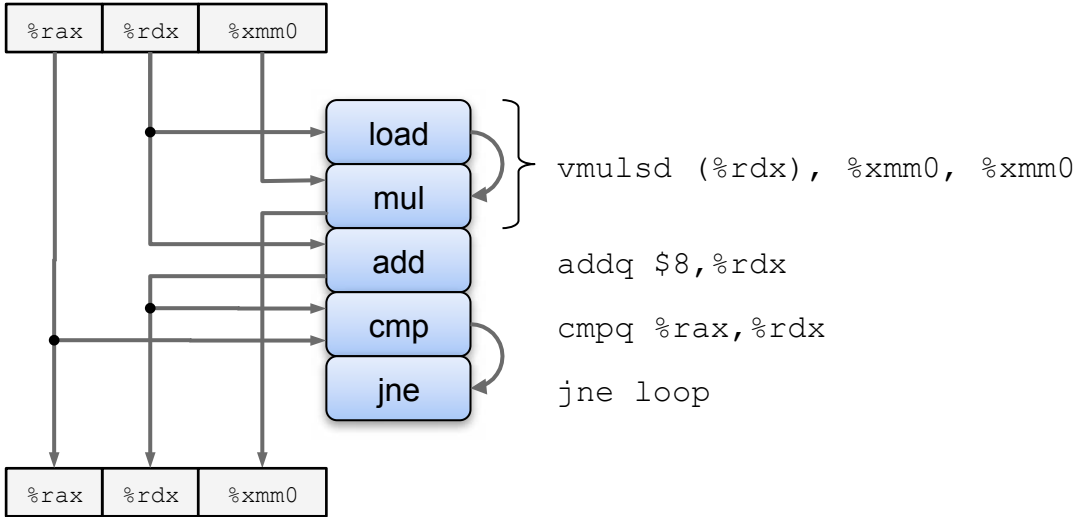 %rax %rdx %xmm0
load
vmulsd (%rdx), %xmm0, %xmm0
mul
add addq $8,%rdx
cmp cmpq %rax,%rdx
jne jne loop
%rax %rdx %xmm0